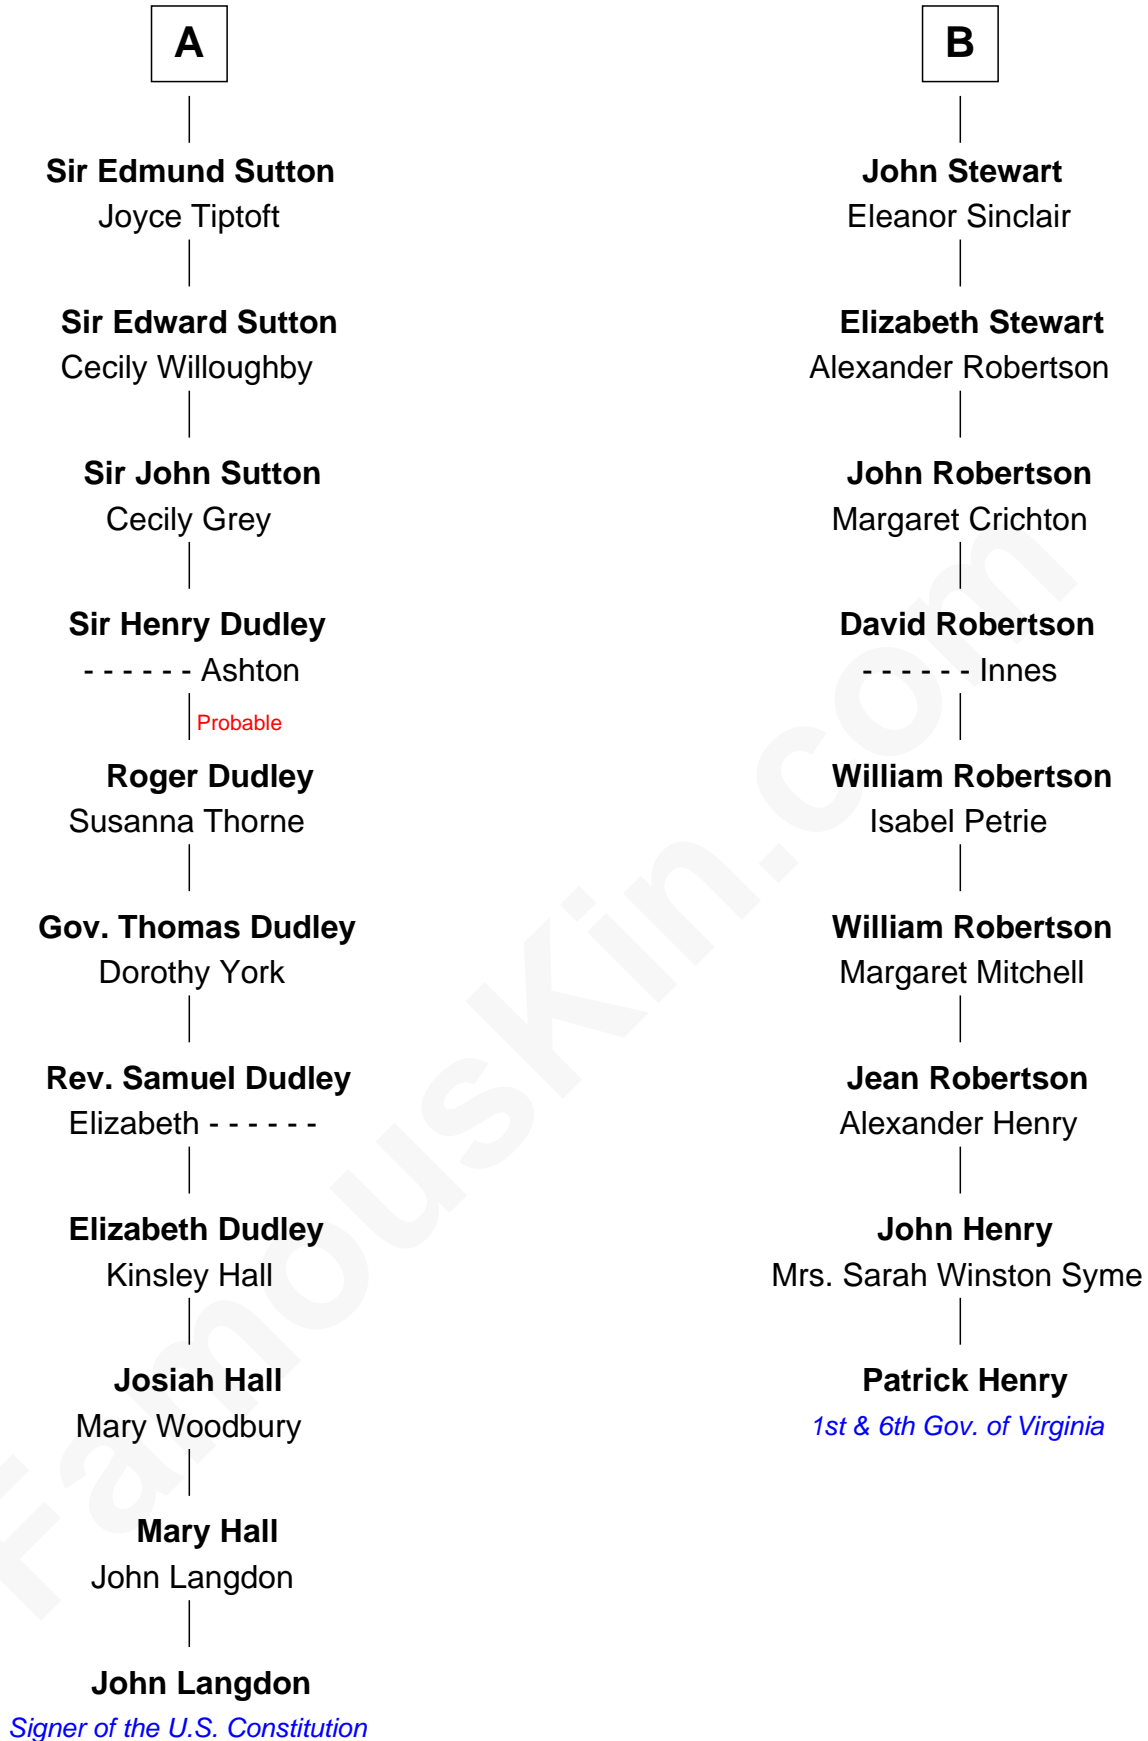 A
Sir Edmund Sutton
Joyce Tiptoft
Sir Edward Sutton
Cecily Willoughby
Sir John Sutton
Cecily Grey
Sir Henry Dudley
- - - - - - Ashton
Probable
Roger Dudley
Susanna Thorne
Gov. Thomas Dudley
Dorothy York
Rev. Samuel Dudley
Elizabeth - - - - - -
Elizabeth Dudley
Kinsley Hall
Josiah Hall
Mary Woodbury
Mary Hall
John Langdon
John Langdon
Signer of the U.S. Constitution
B
John Stewart
Eleanor Sinclair
Elizabeth Stewart
Alexander Robertson
John Robertson
Margaret Crichton
David Robertson
- - - - - - Innes
William Robertson
Isabel Petrie
William Robertson
Margaret Mitchell
Jean Robertson
Alexander Henry
John Henry
Mrs. Sarah Winston Syme
Patrick Henry
1st & 6th Gov. of Virginia
FamousKin.com